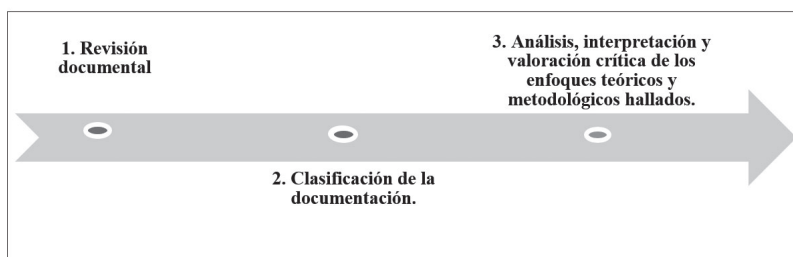 1. Revisión
documental
2. Clasificación de la
documentación.
3. Análisis, interpretación y
valoración crítica de los
enfoques teóricos y
metodológicos hallados.